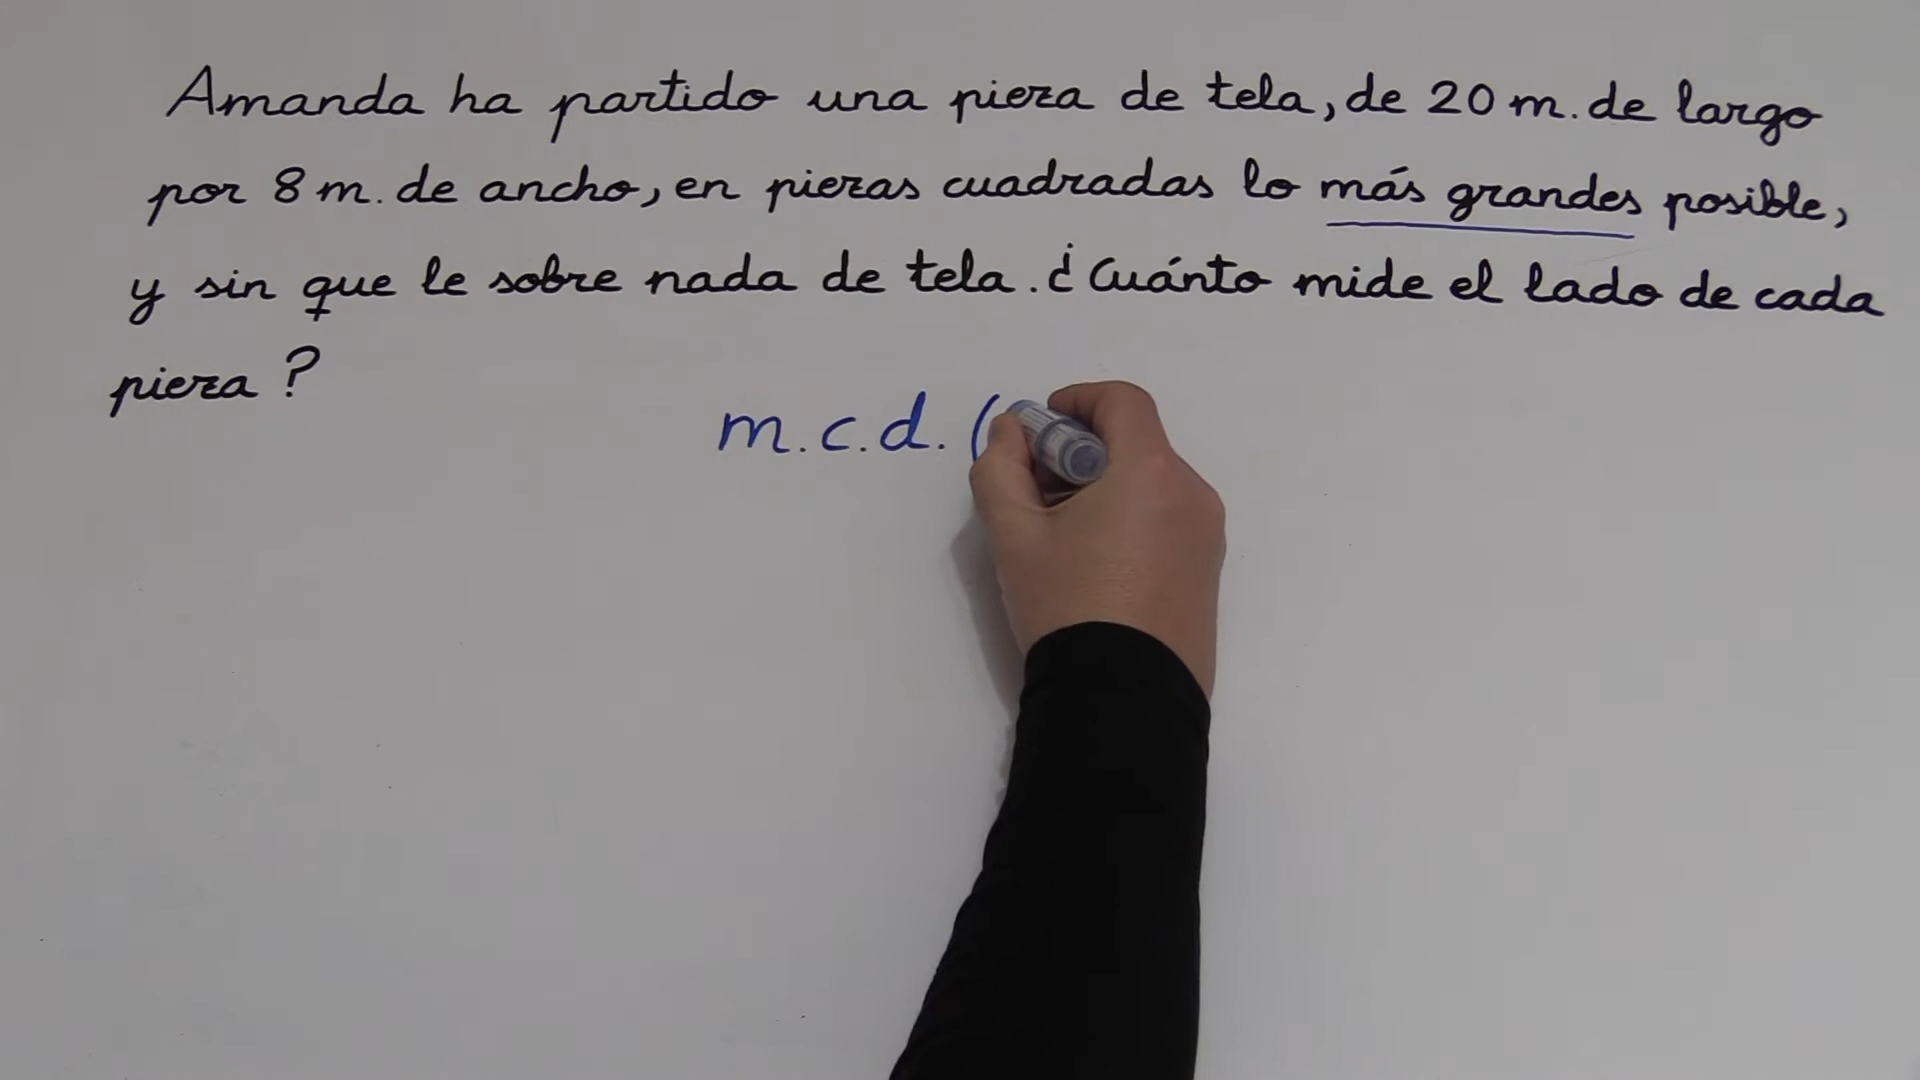 Amanda ha partido una pieza de tela, de 20 m. de largo
por 8 m. de ancho, en piezas cuadradas lo más grandes posible,
y sin que le sobre nada de tela. ¿Cuánto mide el lado de cada
pieza?
m.c.d. (